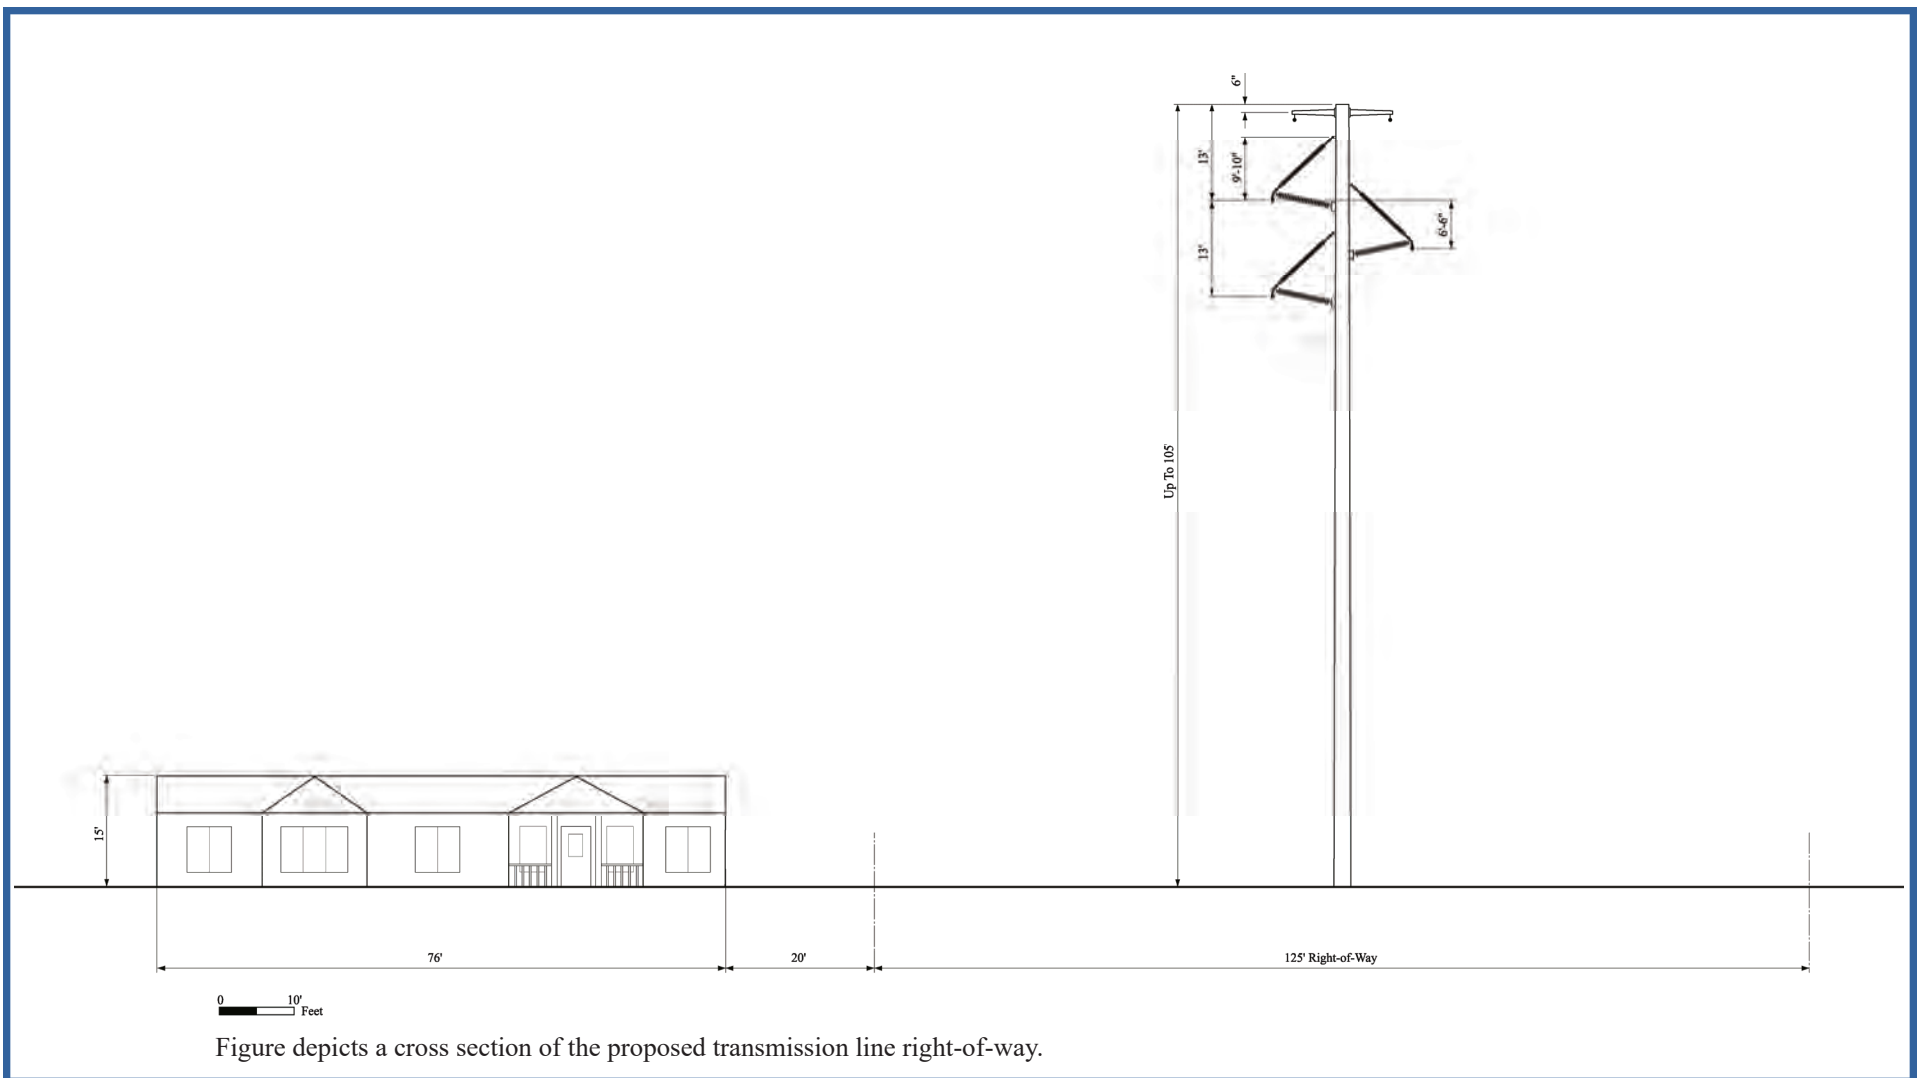 6"
13'
9'-10"
6'-6"
13'
Up To 105'
15'
76'
20'
125' Right-of-Way
0
10'
Feet
Figure depicts a cross section of the proposed transmission line right-of-way.